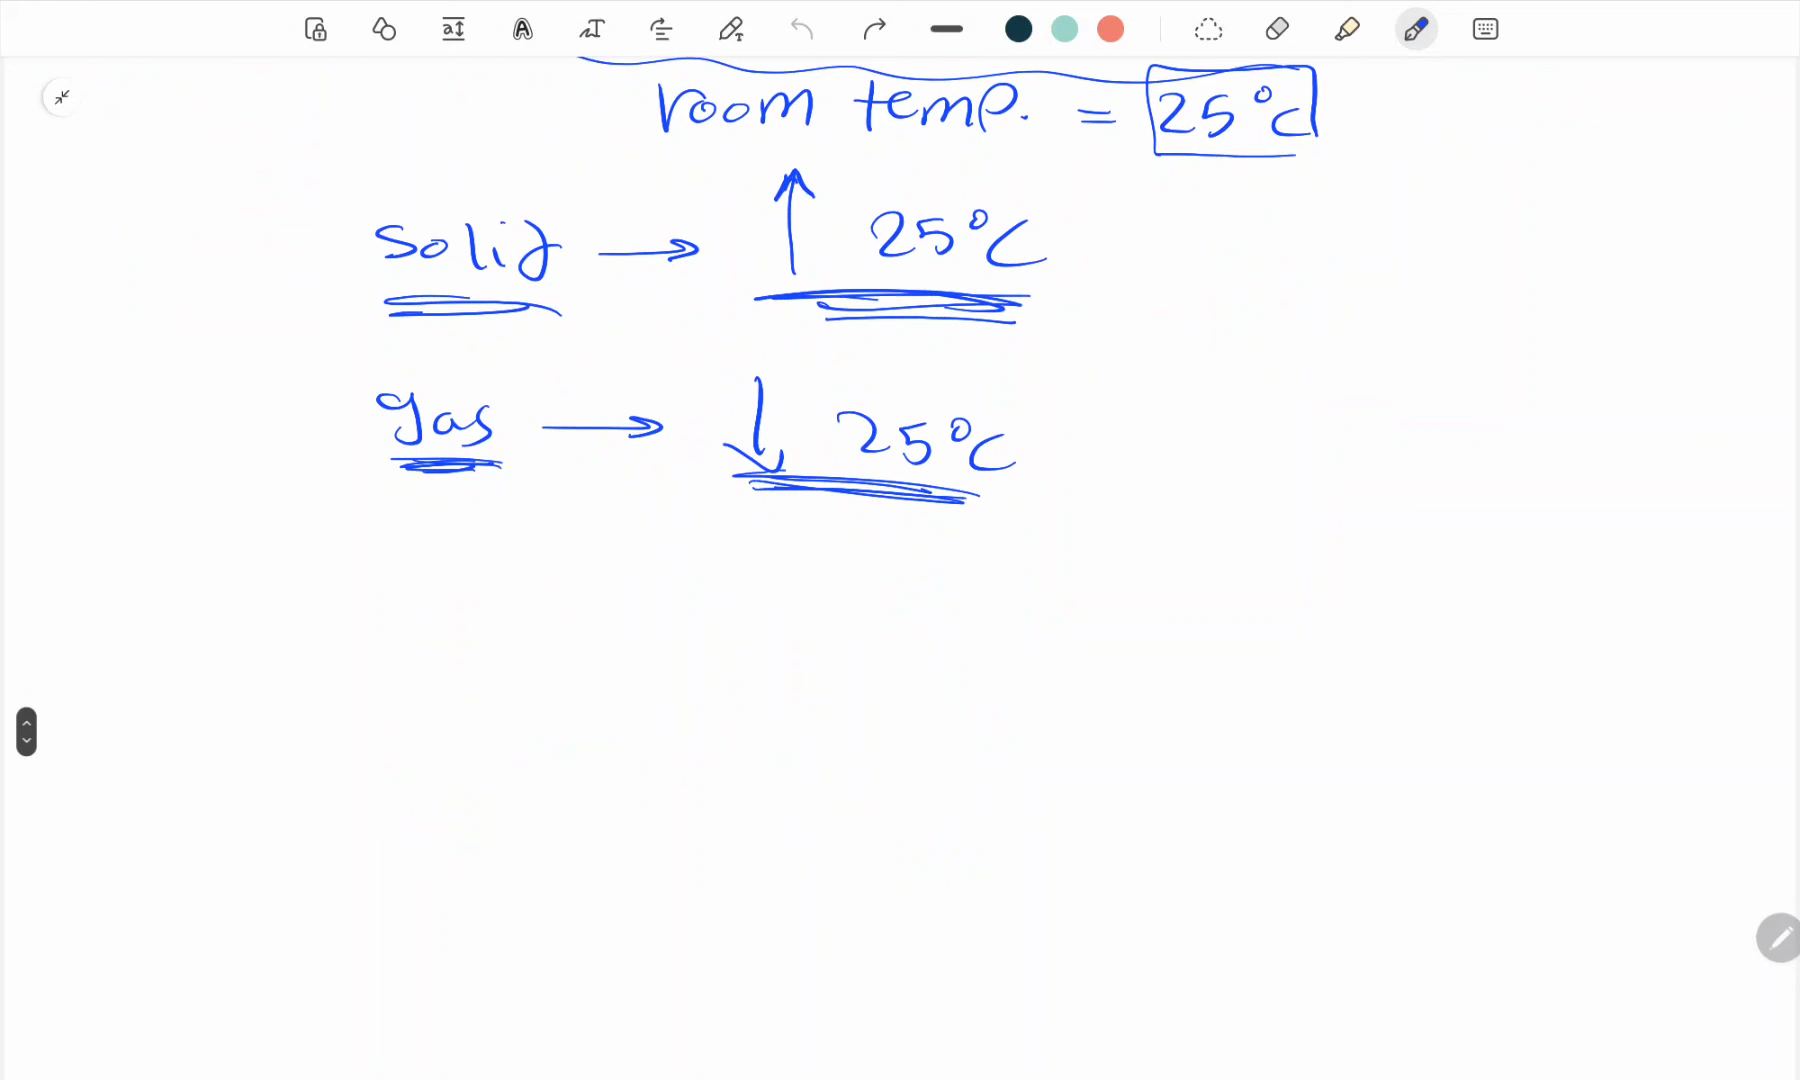 room temp. = 25°C
Solid → ↑ 25°C
gas → ↓ 25°C